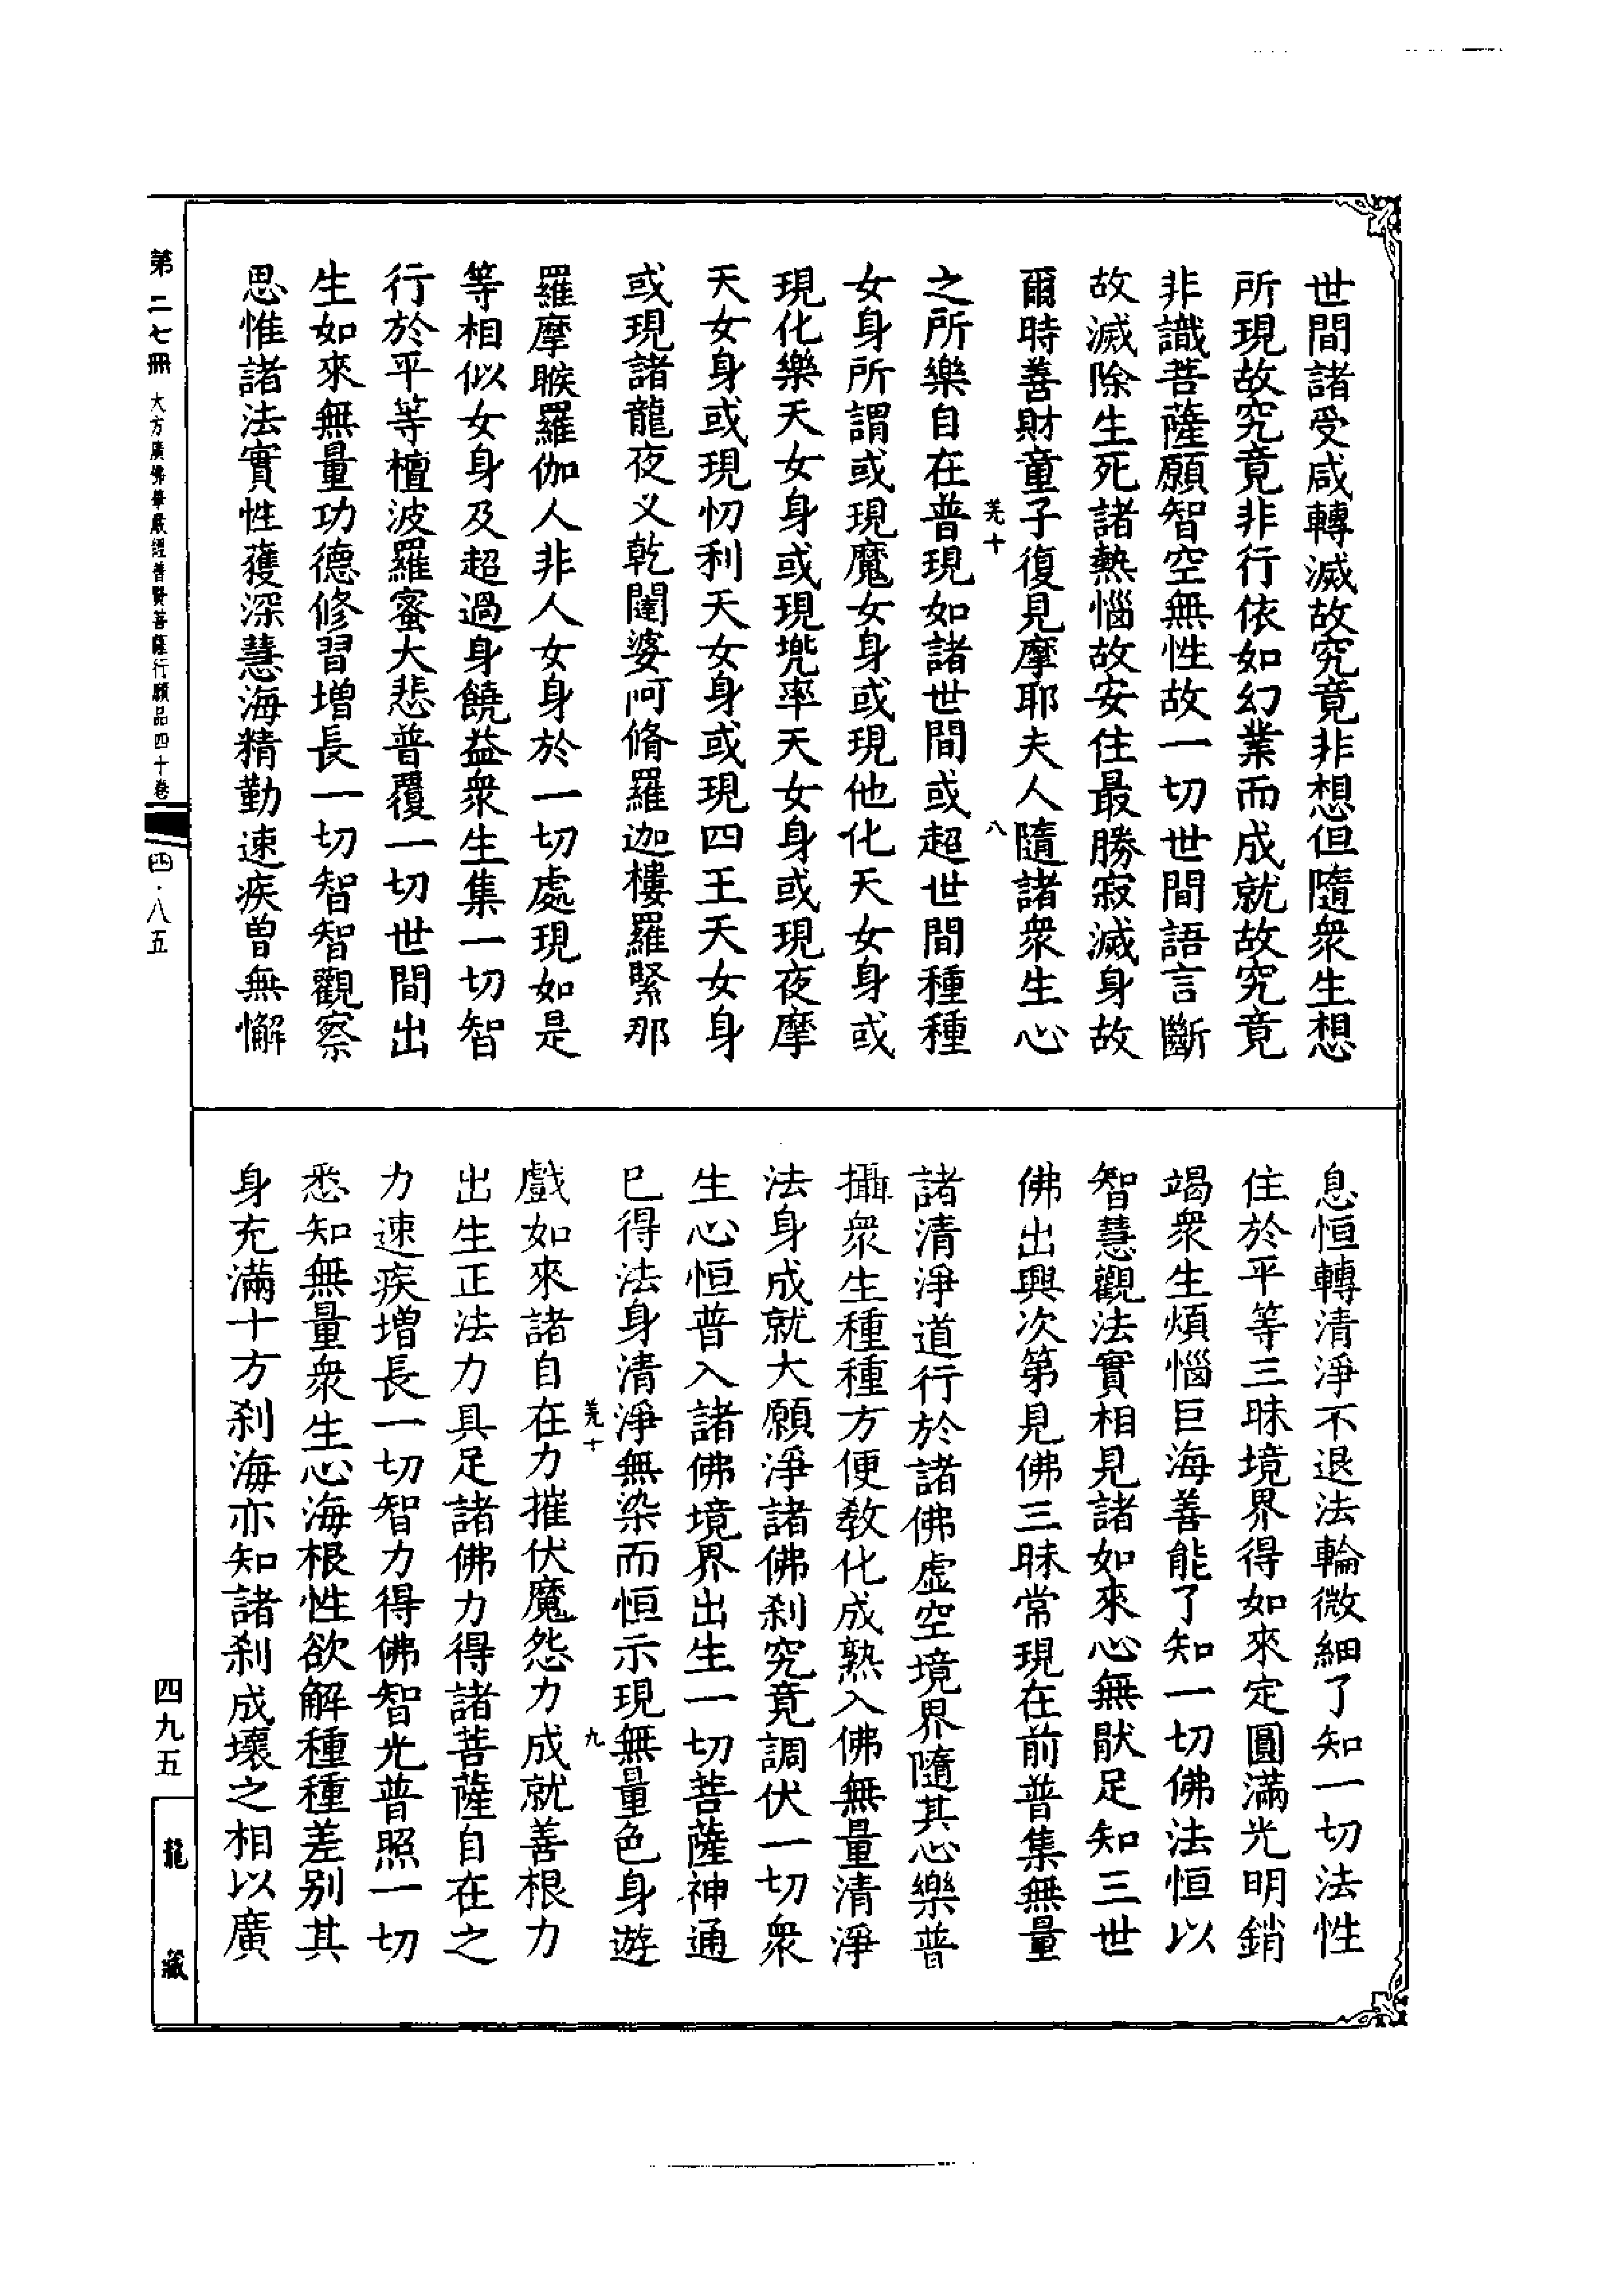 世間諸受咸轉滅故究竟非想但隨衆生想
所現故究竟非行依如幻業而成就故究竟
非識菩薩願智空無性故一切世間語言斷
故滅除生死諸熱惱故安住最勝寂滅身故
爾時善財童子復見摩耶夫人隨諸衆生心
羌十
八
之所樂自在普現如諸世間或超世間種種
女身所謂或現魔女身或現他化天女身或
現化樂天女身或現兠率天女身或現夜摩
天女身或現忉利天女身或現四王天女身
或現諸龍夜义乾闥婆阿脩羅迦樓羅緊那
羅摩睺羅伽人非人女身於一切處現如是
等相似女身及超過身饒益衆生集一切智
行於平等檀波羅蜜大悲普覆一切世間出
生如來無量功德修習增長一切智智觀察
思惟諸法實性獲深慧海精勤速疾曽無懈
息恒轉清淨不退法輪微細了知一切法性
住於平等三昧境界得如來定圓滿光明銷
竭衆生煩惱巨海善能了知一切佛法恒以
智慧觀法實相見諸如來心無猒足知三世
佛出興次第見佛三昧常現在前普集無量
諸清淨道行於諸佛虛空境界隨其心樂普
攝衆生種種方便教化成熟入佛無量清淨
法身成就大願淨諸佛刹究竟調伏一切衆
生心恒普入諸佛境界出生一切菩薩神通
已得法身清淨無染而恒示現無量色身遊
羌十
九
戲如來諸自在力摧伏魔怨力成就善根力
出生正法力具足諸佛力得諸菩薩自在之
力速疾增長一切智力得佛智光普照一切
悉知無量衆生心海根性欲解種種差别其
身充滿十方刹海亦知諸刹成壞之相以廣
第二七冊 大方廣佛華嚴經普賢菩薩行願品四十卷 四·八五
四九五
龍藏